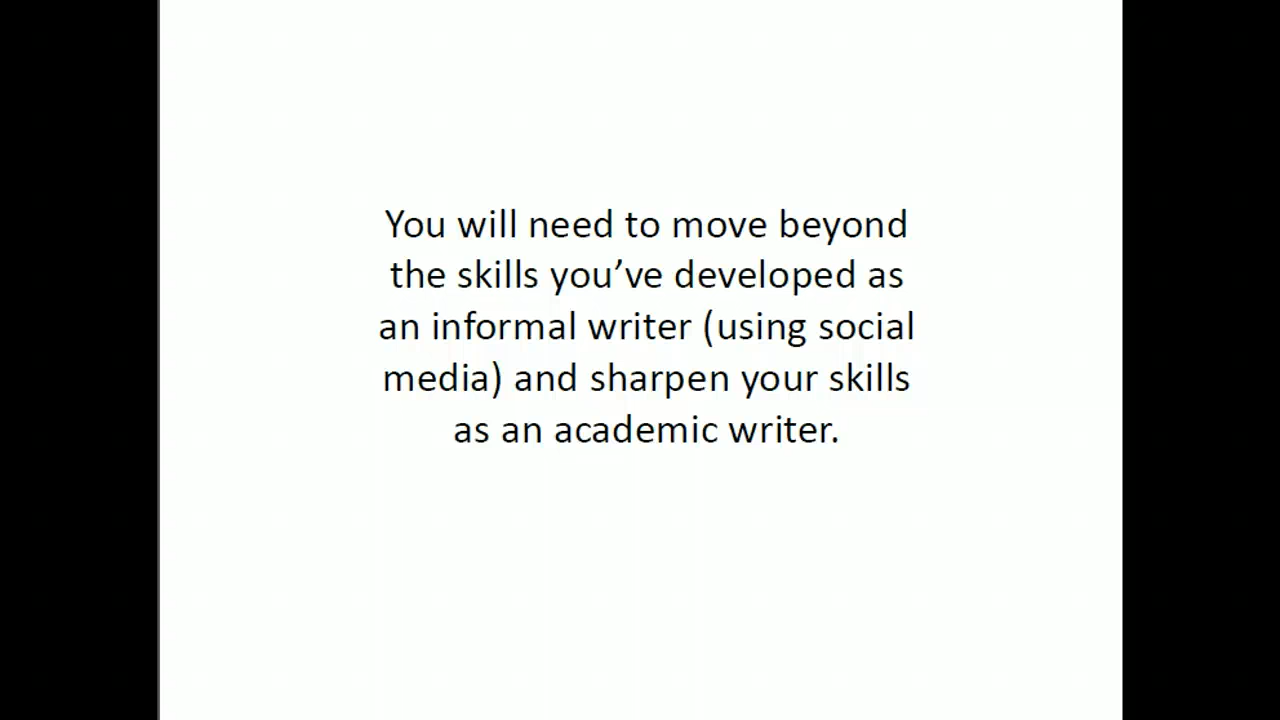 You will need to move beyond
the skills you’ve developed as
an informal writer (using social
media) and sharpen your skills
as an academic writer.